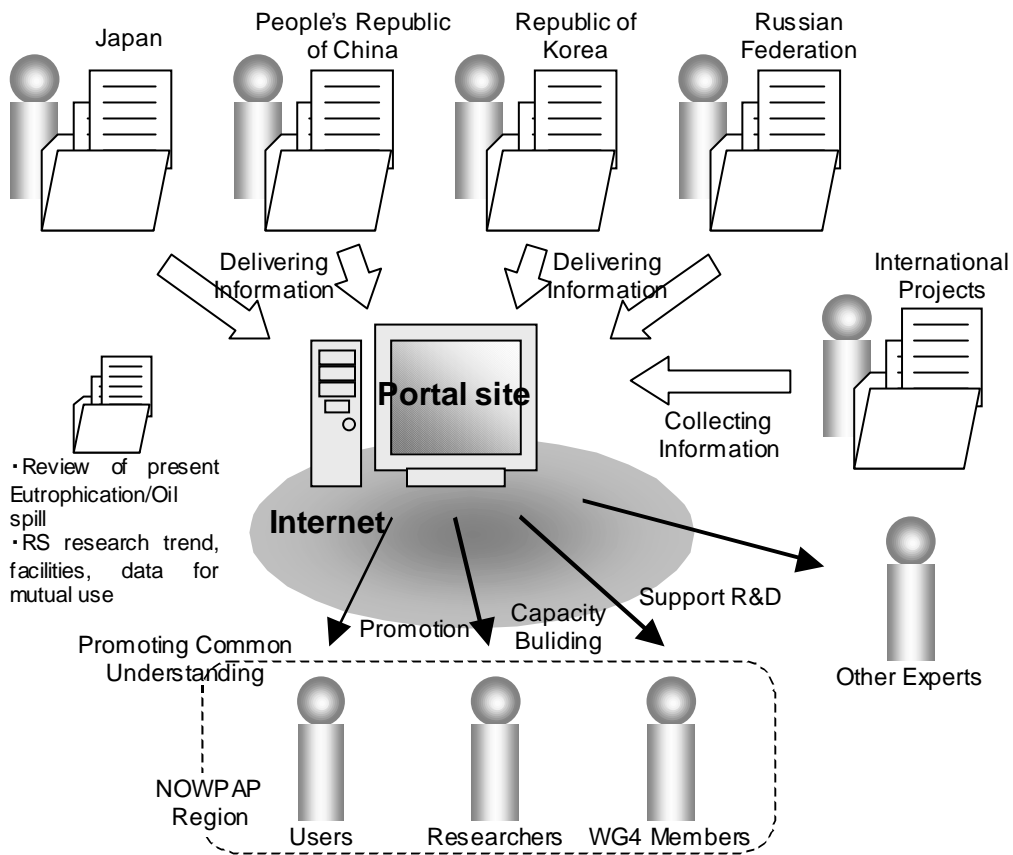 Japan
People's Republic
of China
Republic of
Korea
Russian
Federation
Delivering
Information
Delivering
Information
International
Projects
Portal site
Collecting
Information
・Review of present
Eutrophication/Oil
spill
・RS research trend,
facilities, data for
mutual use
Internet
Support R&D
Capacity
Buliding
Promotion
Promoting Common
Understanding
Other Experts
NOWPAP
Region
Users
Researchers
WG4 Members